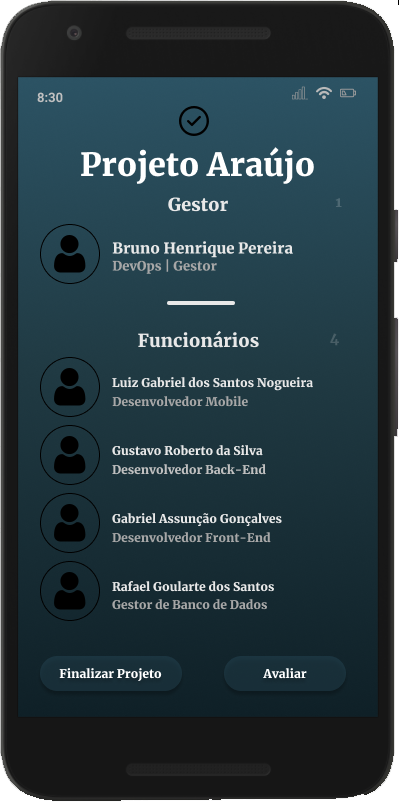 8:30
Projeto Araújo
Gestor 1
Bruno Henrique Pereira
DevOps | Gestor
Funcionários 4
Luiz Gabriel dos Santos Nogueira
Desenvolvedor Mobile
Gustavo Roberto da Silva
Desenvolvedor Back-End
Gabriel Assunção Gonçalves
Desenvolvedor Front-End
Rafael Goularte dos Santos
Gestor de Banco de Dados
Finalizar Projeto Avaliar